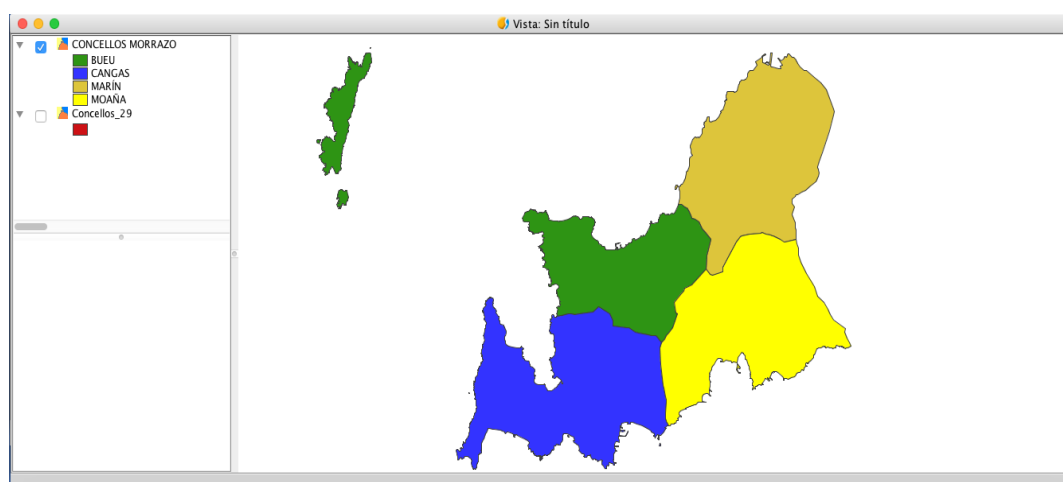 Vista: Sin título
CONCELLOS MORRAZO
BUEU
CANGAS
MARÍN
MOAÑA
Concellos_29